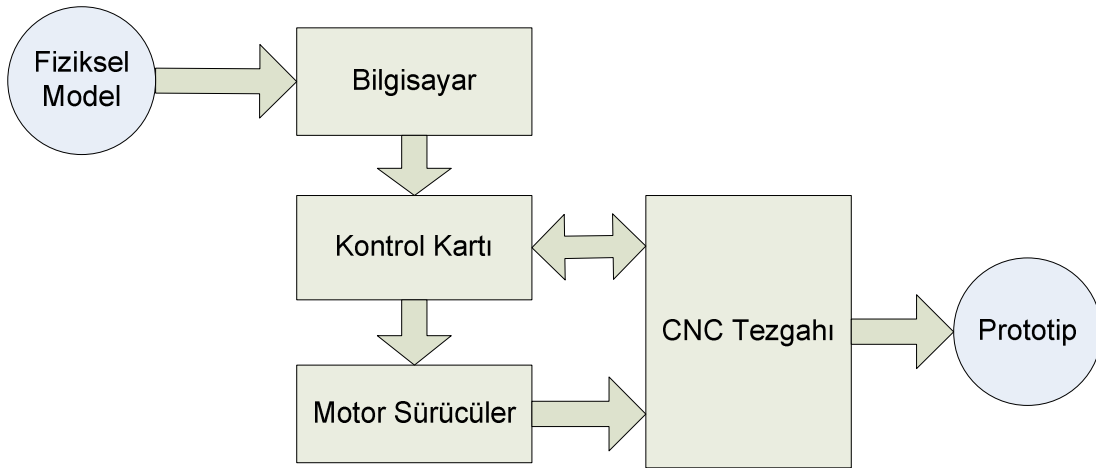 Fiziksel
Model
Bilgisayar
Kontrol Kartı
CNC Tezgahı
Prototip
Motor Sürücüler